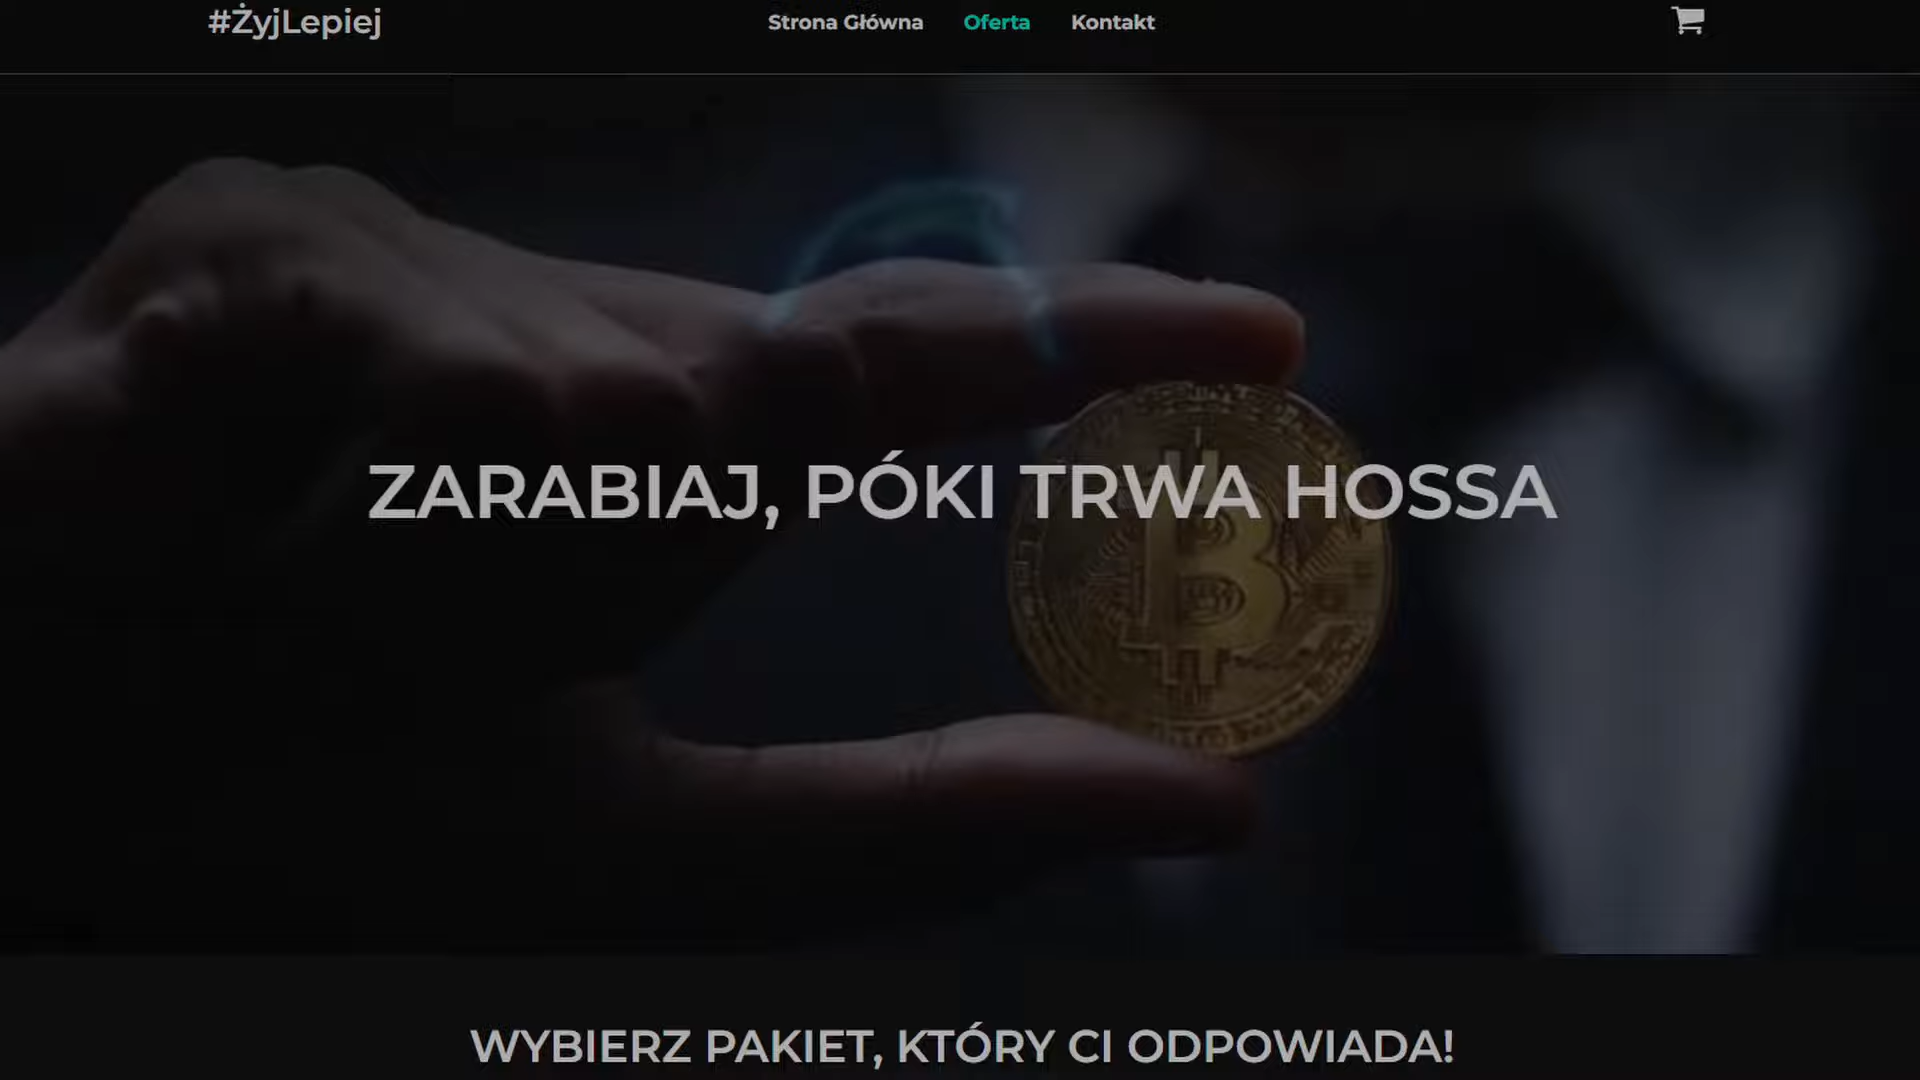 #ŻyjLepiej
Strona Główna Oferta Kontakt
ZARABIAJ, PÓKI TRWA HOSSA
WYBIERZ PAKIET, KTÓRY CI ODPOWIADA!